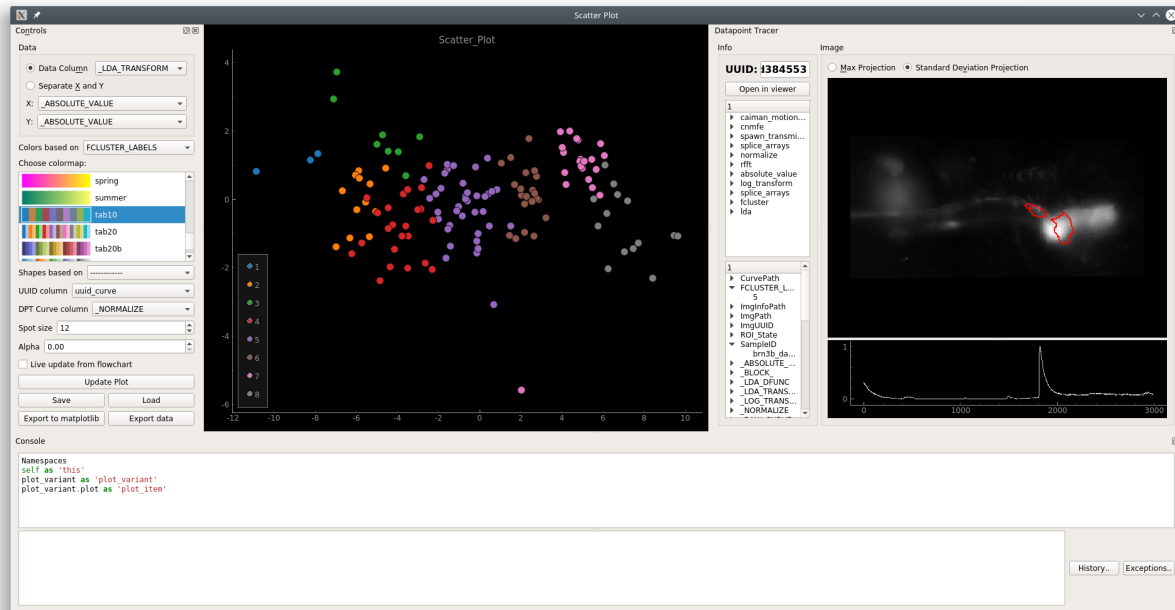 Scatter Plot
Controls
Data
Data Column _LDA_TRANSFORM
Separate X and Y
X: _ABSOLUTE_VALUE
Y: _ABSOLUTE_VALUE
Colors based on FCLUSTER_LABELS
Choose colormap:
spring
summer
tab10
tab20
tab20b
Shapes based on ------------
UUID column uuid_curve
DPT Curve column _NORMALIZE
Spot size 12
Alpha 0.00
Live update from flowchart
Update Plot
Save Load
Export to matplotlib Export data
Scatter_Plot
4
2
0
-2
-4
-6
-12 -10 -8 -6 -4 -2 0 2 4 6 8 10
1
2
3
4
5
6
7
8
Datapoint Tracer
Info
UUID: d384553
Open in viewer
1
caiman_motion...
cnmfe
spawn_transmi...
splice_arrays
normalize
rfft
absolute_value
log_transform
splice_arrays
fcluster
lda
1
CurvePath
FCLUSTER_L...
5
ImgInfoPath
ImgPath
ImgUUID
ROI_State
SampleID
brn3b_da...
_ABSOLUTE_...
_BLOCK_
_LDA_DFUNC
_LDA_TRANS...
_LOG_TRANS...
_NORMALIZE
Image
Max Projection Standard Deviation Projection
1
0
0 1000 2000 3000
Console
Namespaces
self as 'this'
plot_variant as 'plot_variant'
plot_variant.plot as 'plot_item'
History.. Exceptions..